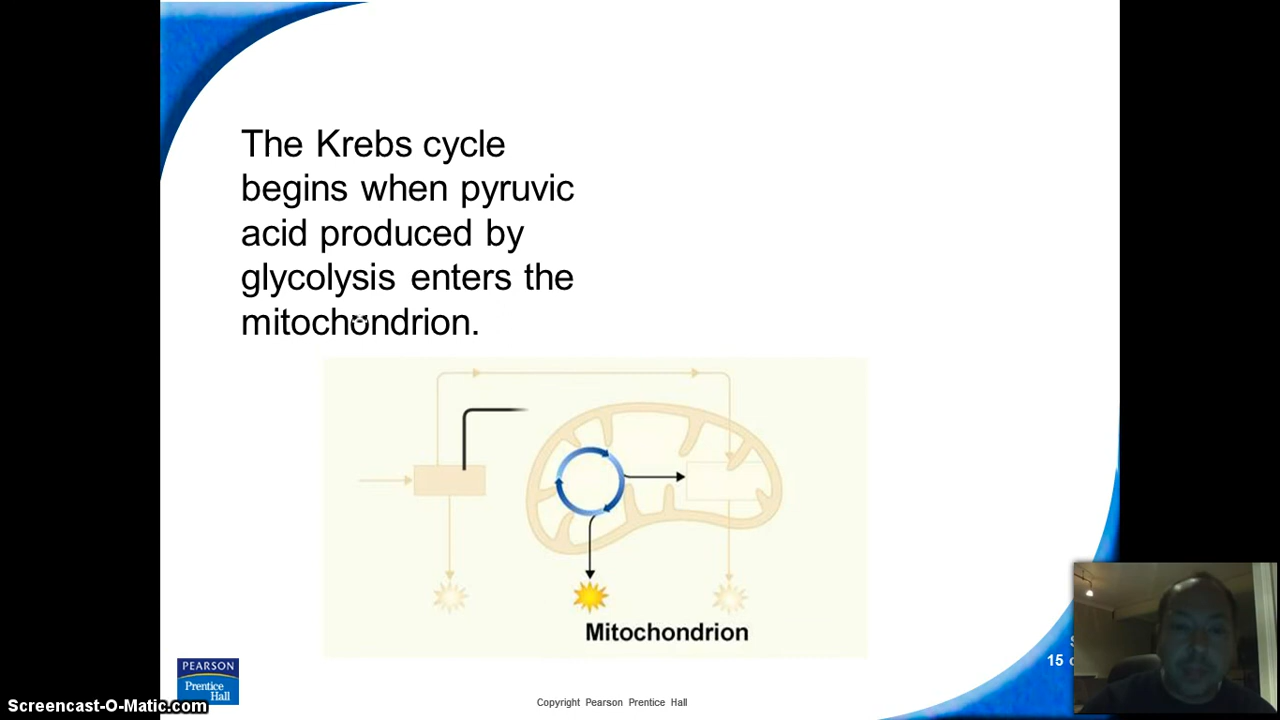 The Krebs cycle
begins when pyruvic
acid produced by
glycolysis enters the
mitochondrion.
Mitochondrion
PEARSON
Prentice
Hall
15
Screencast-O-Matic.com
Copyright Pearson Prentice Hall